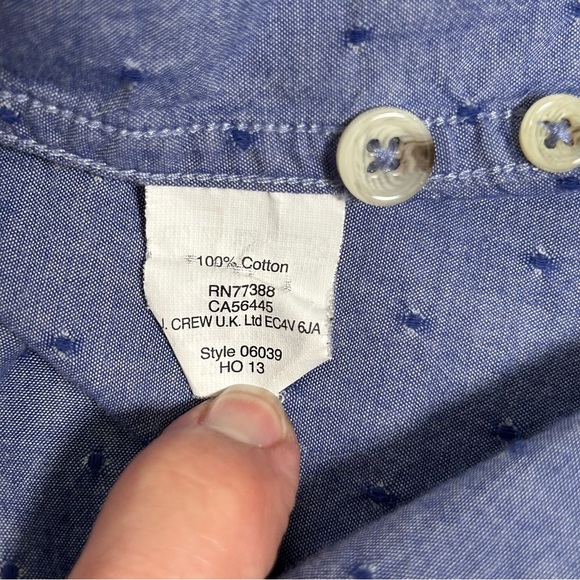 100% Cotton
RN77388
CA56445
J. CREW U.K. Ltd EC4V 6JA
Style 06039
HO 13